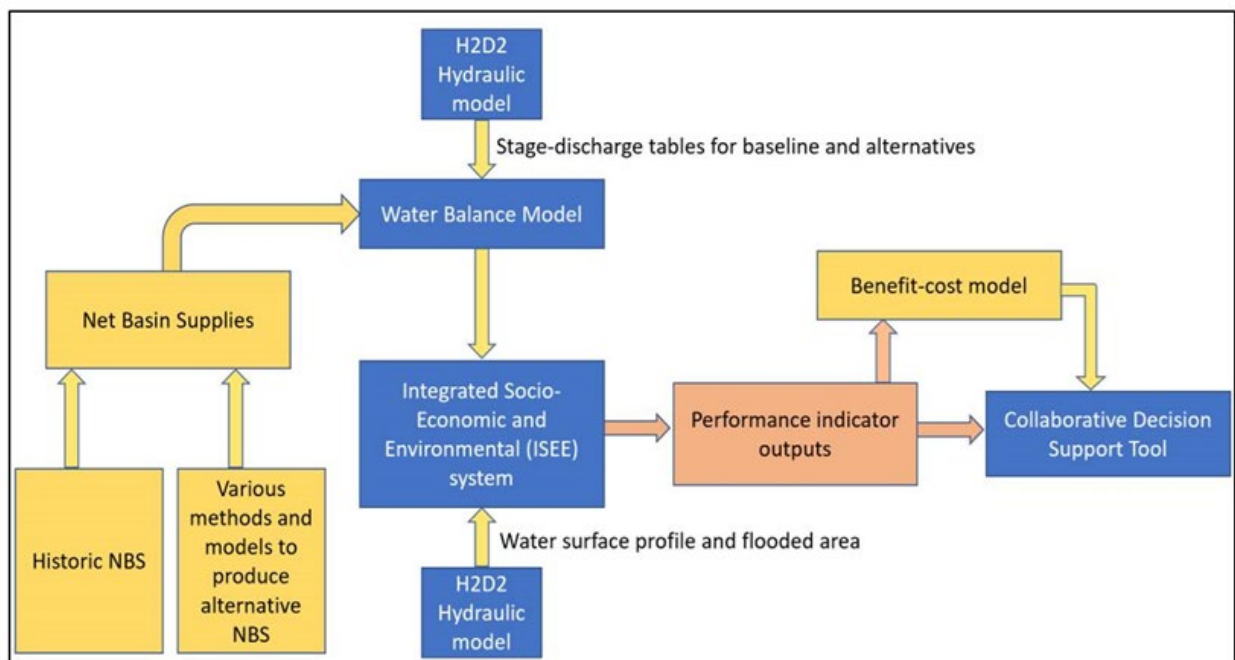 H2D2
Hydraulic
model
Stage-discharge tables for baseline and alternatives
Water Balance Model
Net Basin Supplies
Benefit-cost model
Integrated Socio-
Economic and
Environmental (ISEE)
system
Performance indicator
outputs
Collaborative Decision
Support Tool
Historic NBS
Various
methods and
models to
produce
alternative
NBS
Water surface profile and flooded area
H2D2
Hydraulic
model